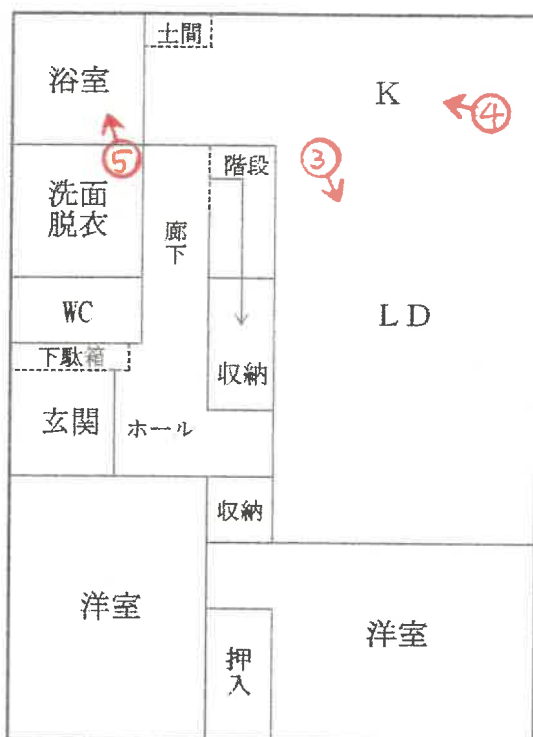 土間
浴室
K
④
③
⑤
階段
洗面
脱衣
廊下
WC
LD
下駄箱
収納
玄関
ホール
収納
洋室
洋室
押入